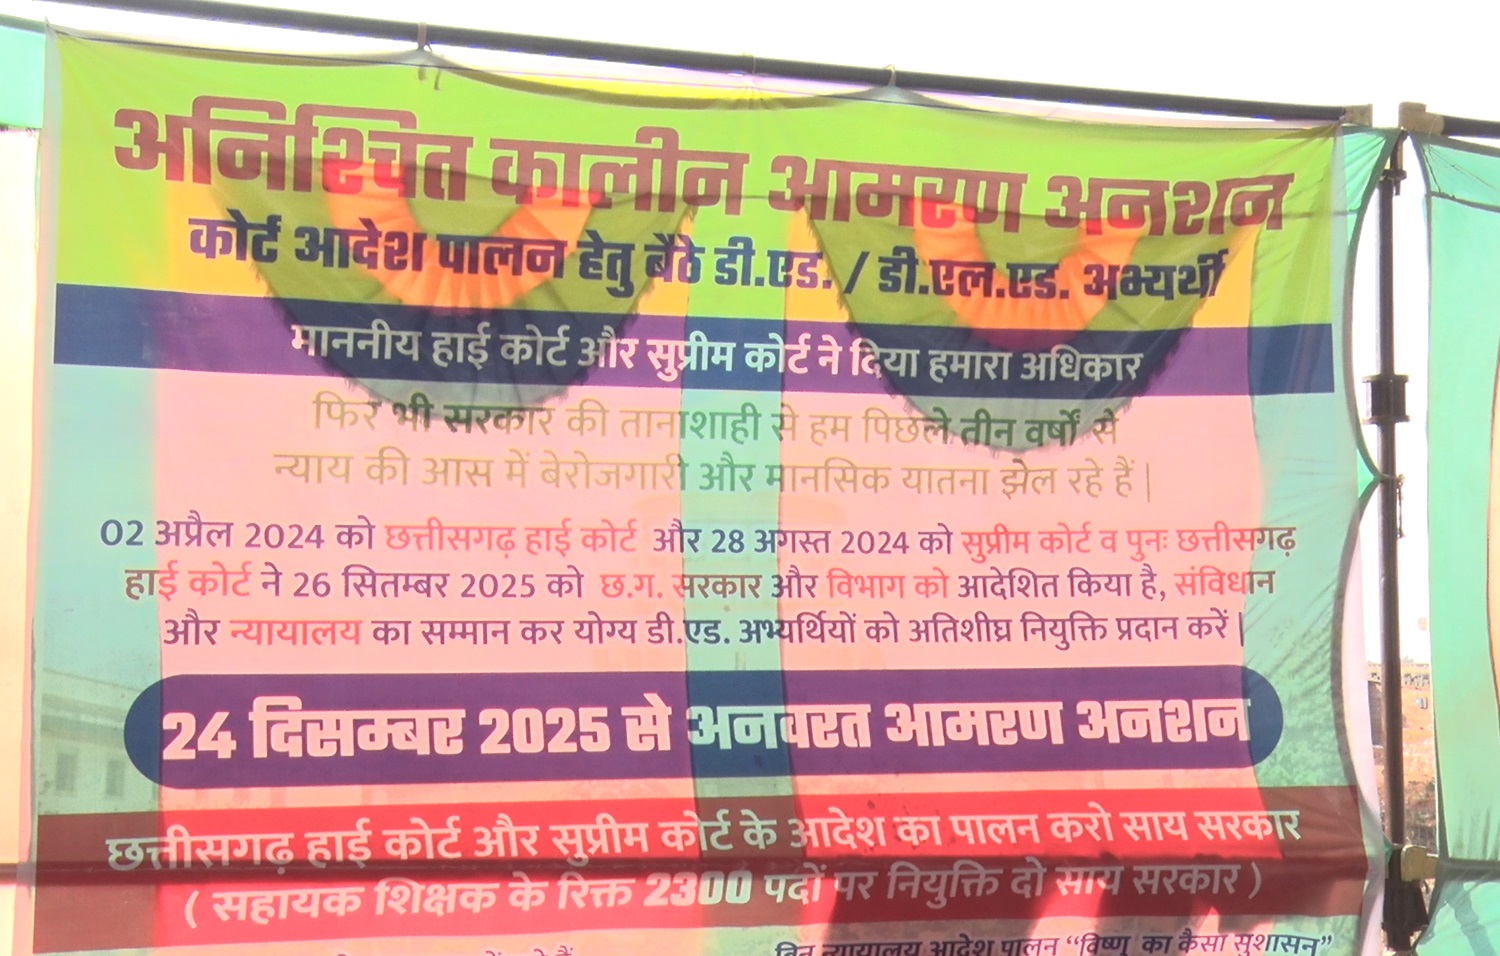 अनिश्चित कालीन आमरण अनशन
कोर्ट आदेश पालन हेतु बैठे डी.एड. / डी.एल.एड. अभ्यर्थी
माननीय हाई कोर्ट और सुप्रीम कोर्ट ने दिया हमारा अधिकार
फिर भी सरकार की तानाशाही से हम पिछले तीन वर्षों से
न्याय की आस में बेरोजगारी और मानसिक यातना झेल रहे हैं |
02 अप्रैल 2024 को छत्तीसगढ़ हाई कोर्ट और 28 अगस्त 2024 को सुप्रीम कोर्ट व पुनः छत्तीसगढ़
हाई कोर्ट ने 26 सितम्बर 2025 को छ.ग. सरकार और विभाग को आदेशित किया है, संविधान
और न्यायालय का सम्मान कर योग्य डी.एड. अभ्यर्थियों को अतिशीघ्र नियुक्ति प्रदान करें |
24 दिसम्बर 2025 से अनवरत आमरण अनशन
छत्तीसगढ़ हाई कोर्ट और सुप्रीम कोर्ट के आदेश का पालन करो साय सरकार
( सहायक शिक्षक के रिक्त 2300 पदों पर नियुक्ति दो साय सरकार )
बिन न्यायालय आदेश पालन “विष्णु का कैसा सुशासन”